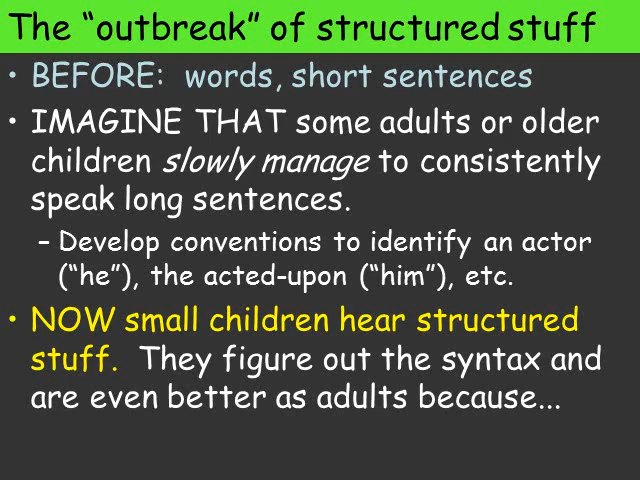 The “outbreak” of structured stuff
• BEFORE:  words, short sentences
• IMAGINE THAT some adults or older
children slowly manage to consistently
speak long sentences.
– Develop conventions to identify an actor
(“he”), the acted-upon (“him”), etc.
• NOW small children hear structured
stuff.  They figure out the syntax and
are even better as adults because...